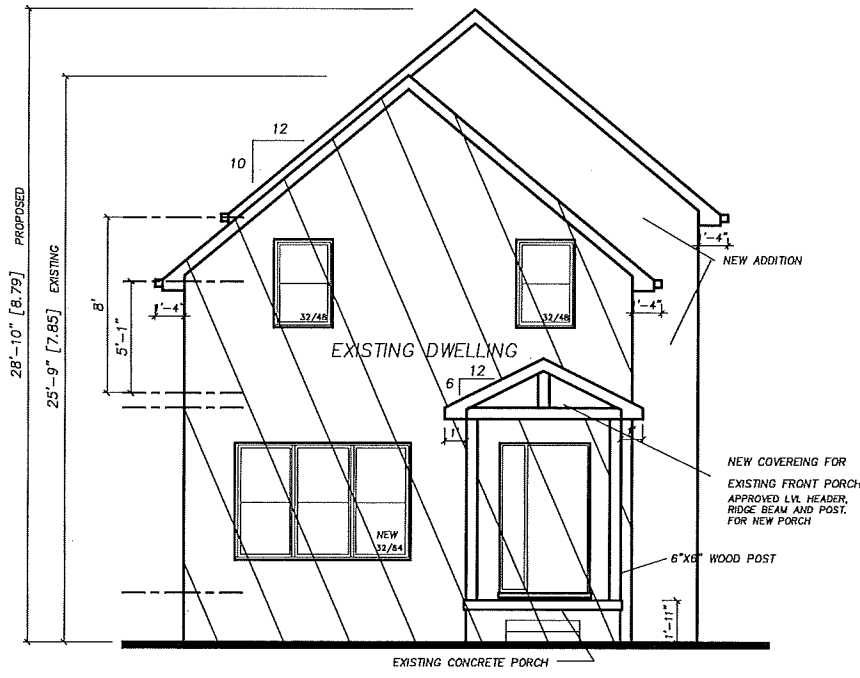 12
10
28'-10" [8.79] PROPOSED
25'-9" [7.85] EXISTING
8'
5'-1"
1'-4"
1'-4"
1'-4"
NEW ADDITION
32/48
32/48
EXISTING DWELLING
12
6
1'
1'
NEW COVEREING FOR
EXISTING FRONT PORCH
APPROVED LVL HEADER,
RIDGE BEAM AND POST.
FOR NEW PORCH
NEW
32/64
6"X6" WOOD POST
1'-11"
EXISTING CONCRETE PORCH